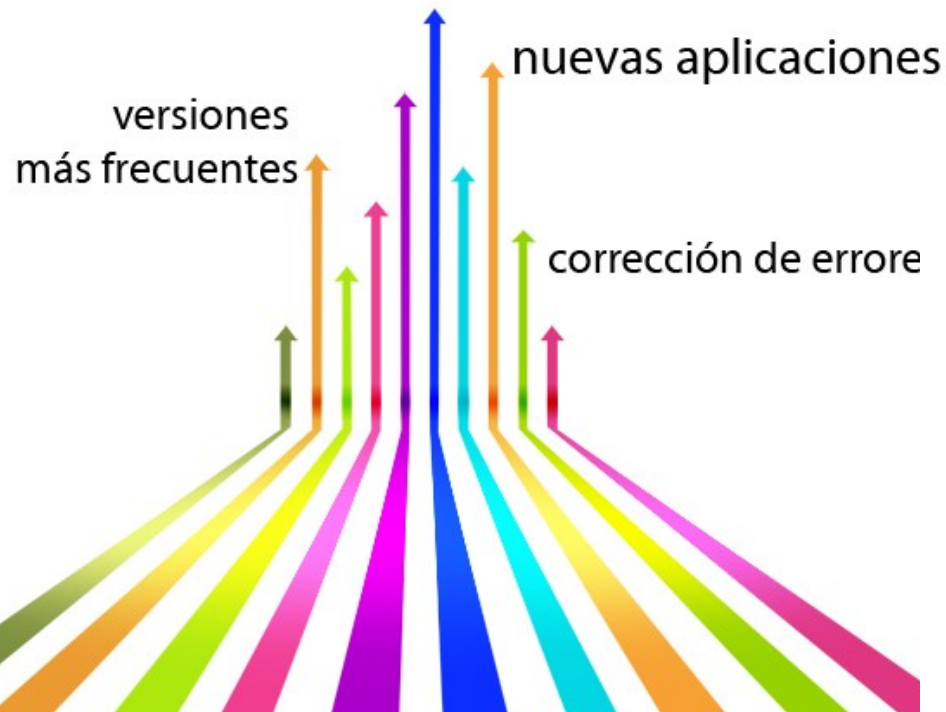 nuevas aplicaciones
versiones
más frecuentes
corrección de errore